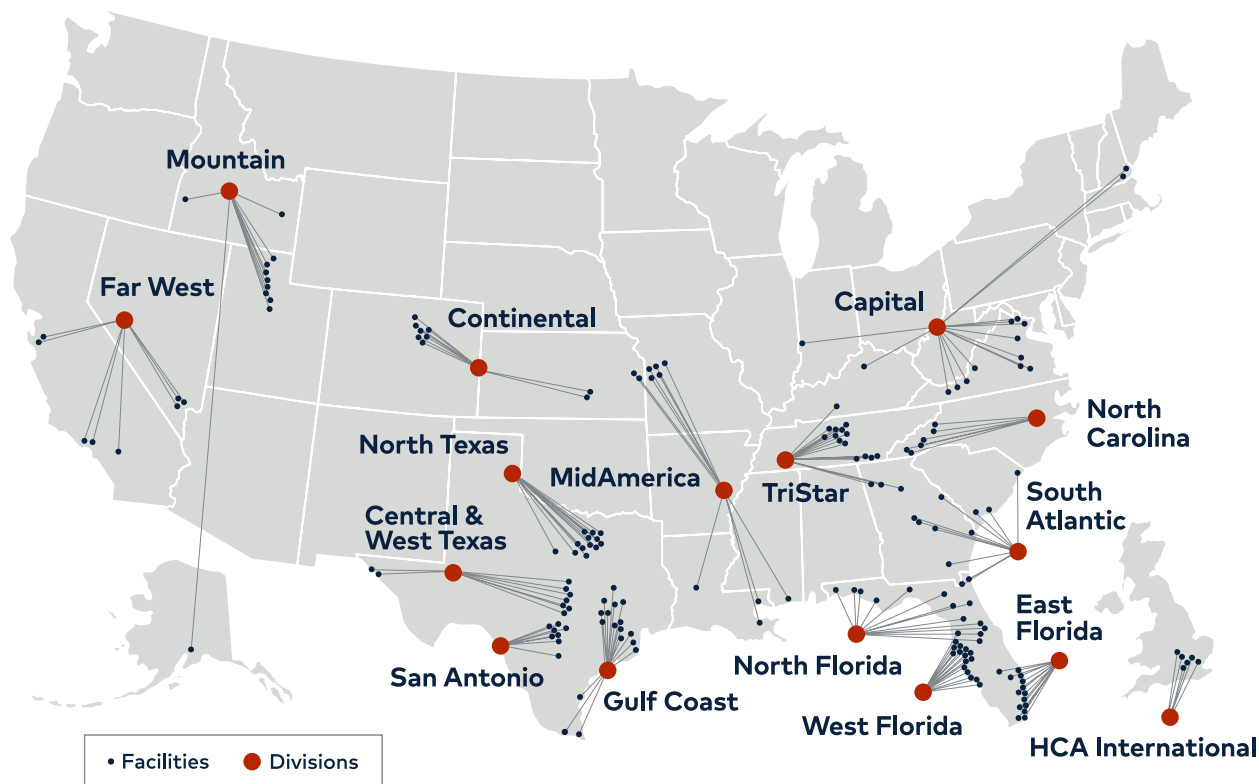 Mountain
Far West
Continental
Capital
North Texas
MidAmerica
TriStar
North
Carolina
Central &
West Texas
South
Atlantic
East
Florida
San Antonio
Gulf Coast
North Florida
West Florida
HCA International
Facilities
Divisions